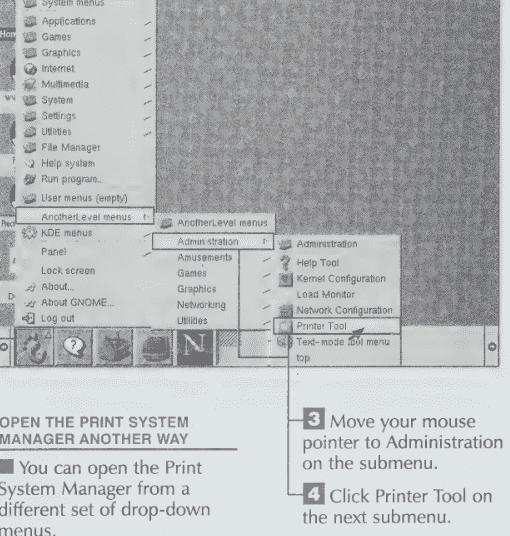 System menus
Applications
Games
Graphics
Internet
Multimedia
System
Settings
Utilities
File Manager
Help system
Run program...
User menus (empty)
AnotherLevel menus
KDE menus
Panel
Lock screen
About...
About GNOME...
Log out
AnotherLevel menus
Administration
Amusements
Games
Graphics
Networking
Utilities
Administration
Help Tool
Kernel Configuration
Load Monitor
Network Configuration
Printer Tool
Text-mode tool menu
top
N
OPEN THE PRINT SYSTEM
MANAGER ANOTHER WAY
You can open the Print
System Manager from a
different set of drop-down
menus.
3 Move your mouse
pointer to Administration
on the submenu.
4 Click Printer Tool on
the next submenu.